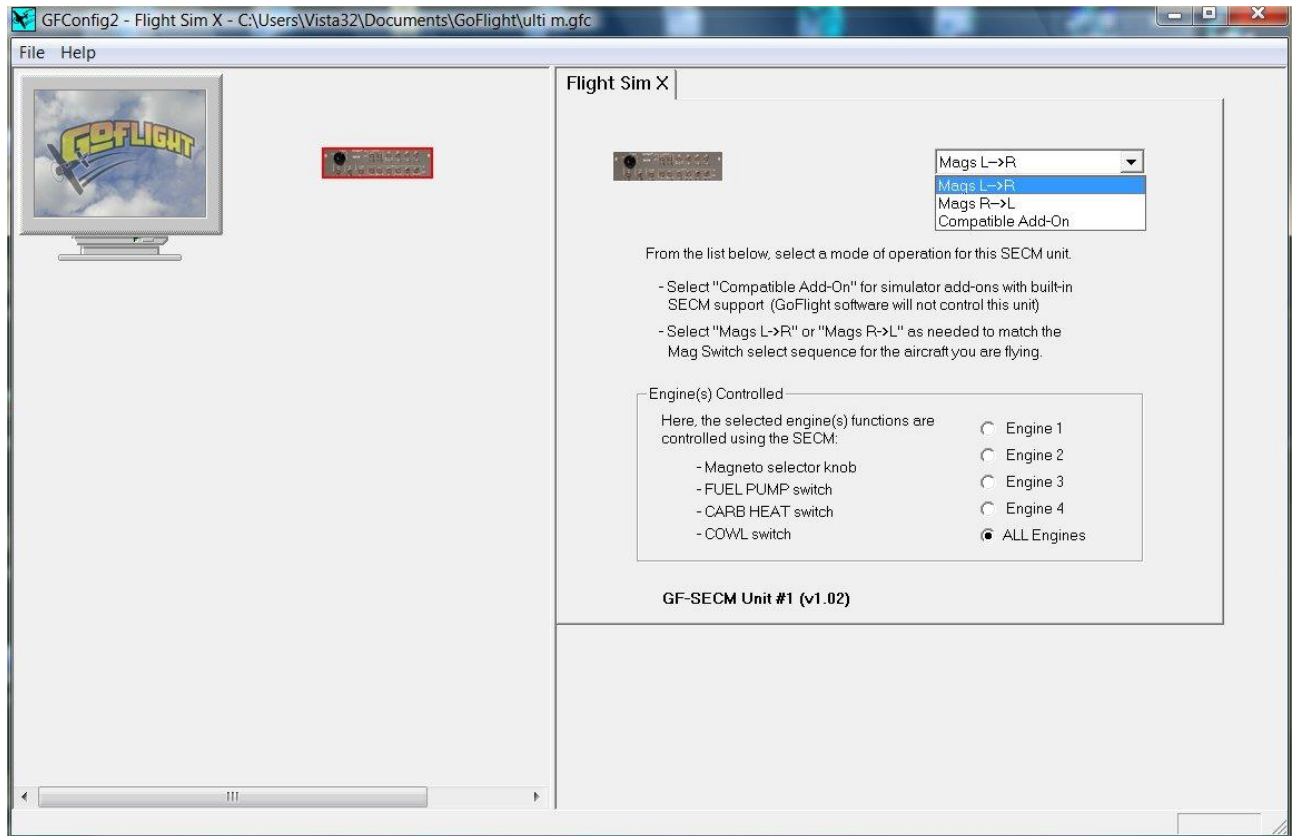 GFConfig2 - Flight Sim X - C:\Users\Vista32\Documents\GoFlight\ulti m.gfc
File Help
GOFLIGHT
Flight Sim X
Mags L->R
Mags L->R
Mags R->L
Compatible Add-On
From the list below, select a mode of operation for this SECM unit.
- Select "Compatible Add-On" for simulator add-ons with built-in
SECM support (GoFlight software will not control this unit)
- Select "Mags L->R" or "Mags R->L" as needed to match the
Mag Switch select sequence for the aircraft you are flying.
Engine(s) Controlled
Here, the selected engine(s) functions are
controlled using the SECM:
- Magneto selector knob
- FUEL PUMP switch
- CARB HEAT switch
- COWL switch
Engine 1
Engine 2
Engine 3
Engine 4
ALL Engines
GF-SECM Unit #1 (v1.02)